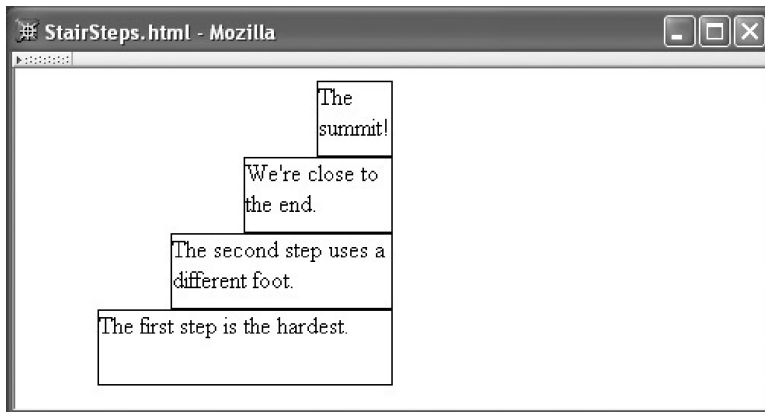 StairSteps.html - Mozilla
The
summit!
We're close to
the end.
The second step uses a
different foot.
The first step is the hardest.